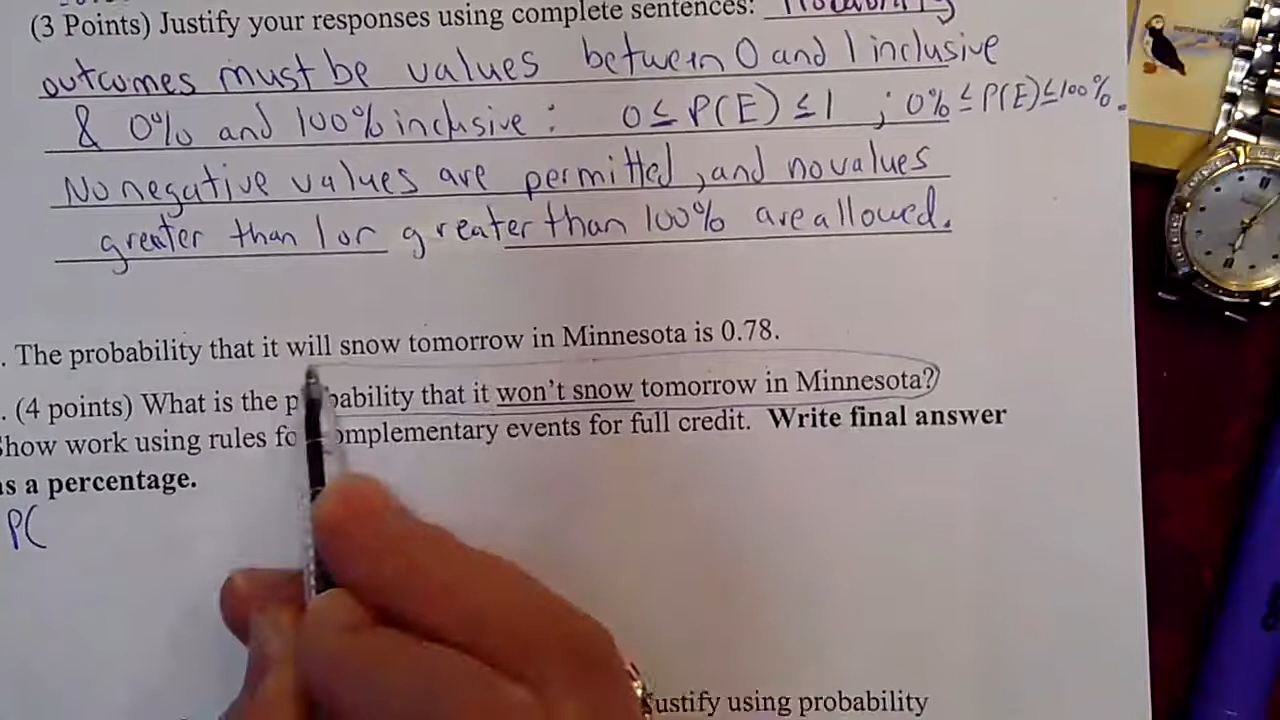 (3 Points) Justify your responses using complete sentences: Probability
outcomes must be values between 0 and 1 inclusive
& 0% and 100% inclusive: 0 ≤ P(E) ≤ 1 ; 0% ≤ P(E) ≤ 100%.
No negative values are permitted, and no values
greater than 1 or greater than 100% are allowed.
. The probability that it will snow tomorrow in Minnesota is 0.78.
. (4 points) What is the p bability that it won't snow tomorrow in Minnesota?
Show work using rules fo omplementary events for full credit. Write final answer
as a percentage.
P(
Justify using probability